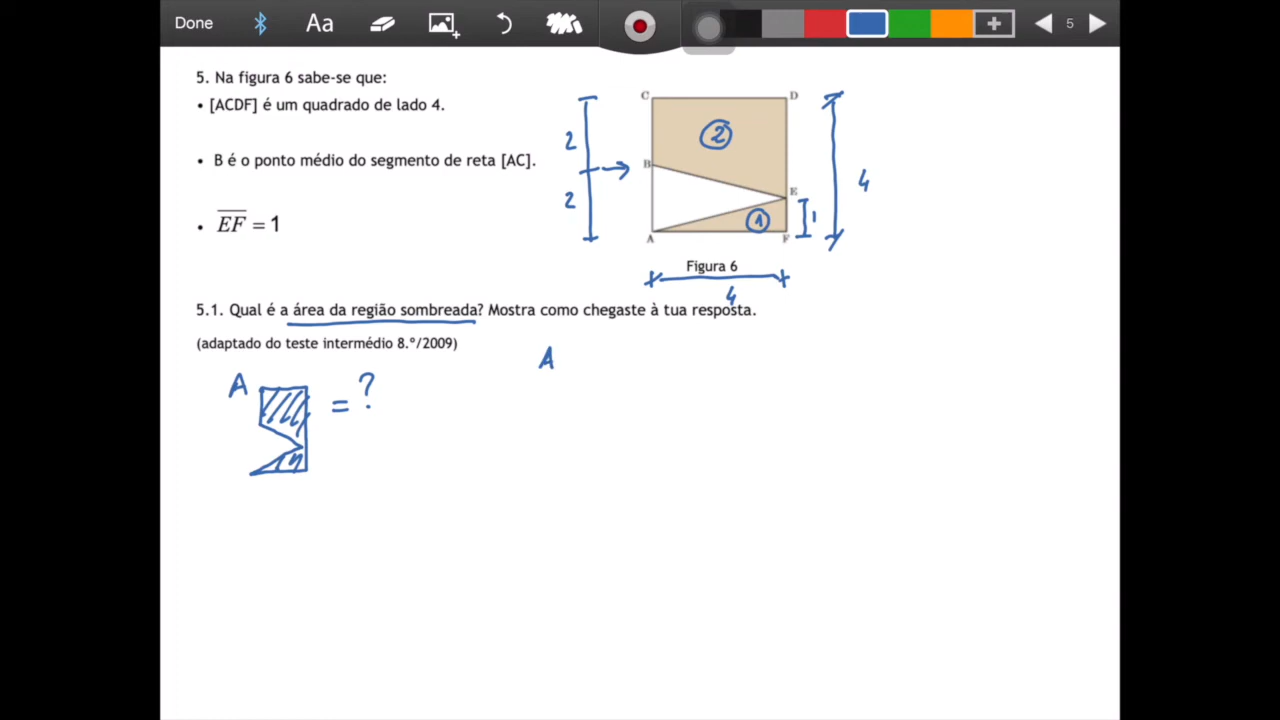 Done Aa 5
5. Na figura 6 sabe-se que:
• [ACDF] é um quadrado de lado 4.
• B é o ponto médio do segmento de reta [AC].
• EF = 1
C D
2 2
B
2 E 4
1 1
A F
Figura 6
4
5.1. Qual é a área da região sombreada? Mostra como chegaste à tua resposta.
(adaptado do teste intermédio 8.º/2009)
A
A = ?